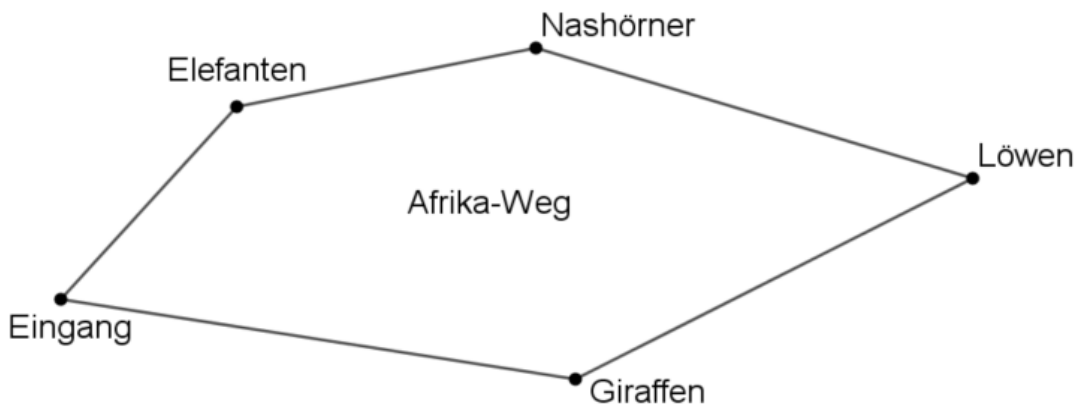 Nashörner
Elefanten
Löwen
Afrika-Weg
Eingang
Giraffen